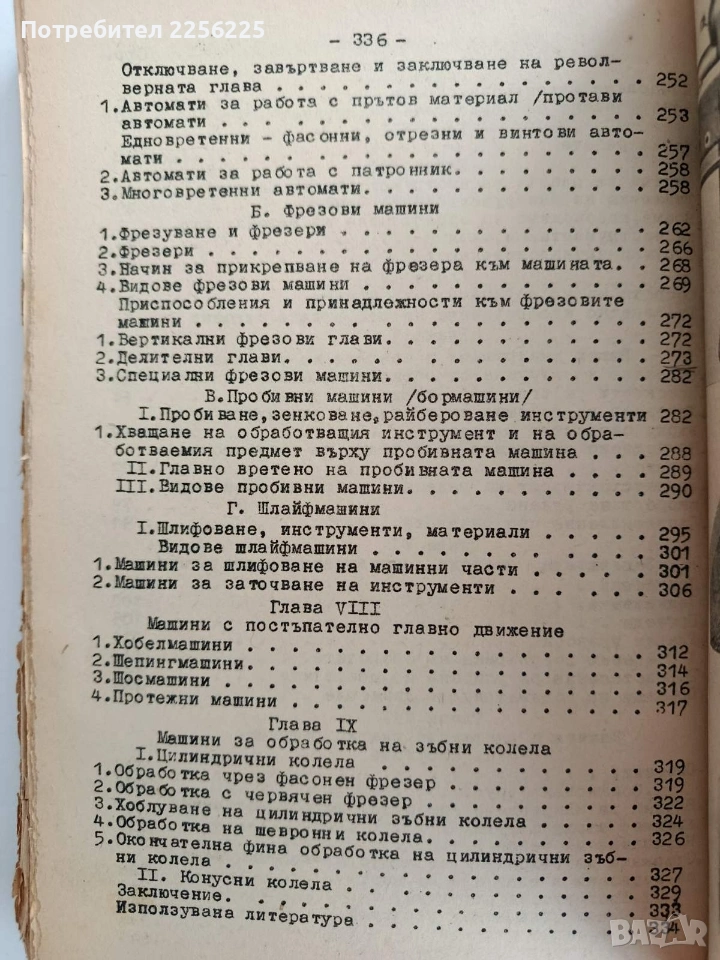 Потребител 2256225
- 336 -
Отключване, завъртване и заключване на револ-
верната глава . . . . . . . . . . . . . . . 252
1.Автомати за работа с прътов материал /протави
автомати . . . . . . . . . . . . . . . . . 253
Едновретенни - фасонни, отрезни и винтови авто-
мати . . . . . . . . . . . . . . . . . . . 257
2.Автомати за работа с патронник. . . . . . . 258
3.Многовретенни автомати. . . . . . . . . . . 258
Б. Фрезови машини
1.Фрезуване и фрезери . . . . . . . . . . . . 262
2.Фрезери. . . . . . . . . . . . . . . . . . 266
3.Начин за прикрепване на фрезера към машината. . 268
4.Видове фрезови машини . . . . . . . . . . . 269
Приспособления и принадлежности към фрезовите
машини . . . . . . . . . . . . . . . . . . 272
1.Вертикални фрезови глави. . . . . . . . . . 272
2.Делителни глави. . . . . . . . . . . . . . 273
3.Специални фрезови машини. . . . . . . . . . 282
В.Пробивни машини /бормашини/
I.Пробиване,зенковане,райбероване инструменти 282
1.Хващане на обработващия инструмент и на обра-
ботваемия предмет върху пробивната машина . . . 288
II.Главно вретено на пробивната машина . . . . 289
III.Видове пробивни машини. . . . . . . . . . 290
Г. Шлайфмашини
I.Шлифоване, инструменти, материали . . . . . 295
Видове шлайфмашини . . . . . . . . . . . . 301
1.Машини за шлифоване на машинни части . . . . 301
2.Машини за заточване на инструменти . . . . . 306
Глава VIII
Машини с постъпателно главно движение
1.Хобелмашини . . . . . . . . . . . . . . . . 312
2.Шепингмашини. . . . . . . . . . . . . . . . 314
3.Шосмашини . . . . . . . . . . . . . . . . . 316
4.Протежни машини . . . . . . . . . . . . . . 317
Глава IX
Машини за обработка на зъбни колела
I.Цилиндрични колела . . . . . . . . . . . . 319
1.Обработка чрез фасонен фрезер . . . . . . . 319
2.Обработка с червячен фрезер . . . . . . . . 322
3.Хоблуване на цилиндрични зъбни колела . . . . 324
4.Обработка на шевронни колела. . . . . . . . 326
5.Окончателна фина обработка на цилиндрични зъб-
ни колела . . . . . . . . . . . . . . . . . 327
II. Конусни колела . . . . . . . . . . . . 329
Заключение. . . . . . . . . . . . . . . . . 333
Използувана литература . . . . . . . . . . . 334
BAZAR